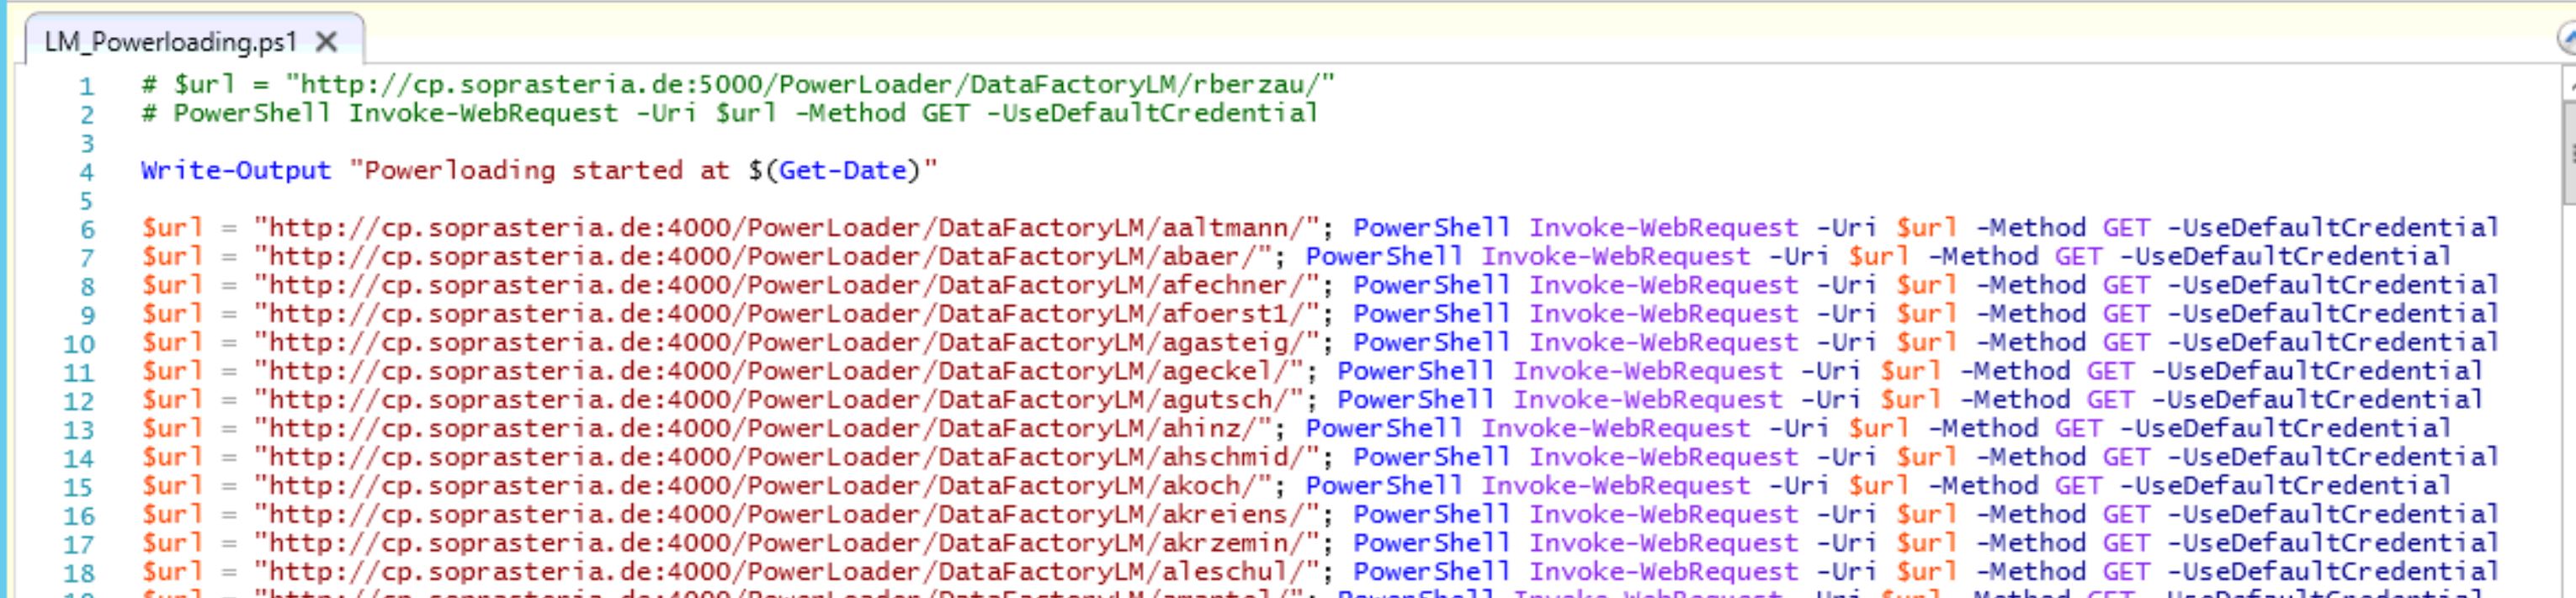 LM_Powerloading.ps1
1 # $url = "http://cp.soprasteria.de:5000/PowerLoader/DataFactoryLM/rberzau/"
2 # PowerShell Invoke-WebRequest -Uri $url -Method GET -UseDefaultCredential
3
4 Write-Output "Powerloading started at $(Get-Date)"
5
6 $url = "http://cp.soprasteria.de:4000/PowerLoader/DataFactoryLM/aaltmann/"; PowerShell Invoke-WebRequest -Uri $url -Method GET -UseDefaultCredential
7 $url = "http://cp.soprasteria.de:4000/PowerLoader/DataFactoryLM/abaer/"; PowerShell Invoke-WebRequest -Uri $url -Method GET -UseDefaultCredential
8 $url = "http://cp.soprasteria.de:4000/PowerLoader/DataFactoryLM/afechner/"; PowerShell Invoke-WebRequest -Uri $url -Method GET -UseDefaultCredential
9 $url = "http://cp.soprasteria.de:4000/PowerLoader/DataFactoryLM/afoerst1/"; PowerShell Invoke-WebRequest -Uri $url -Method GET -UseDefaultCredential
10 $url = "http://cp.soprasteria.de:4000/PowerLoader/DataFactoryLM/agasteig/"; PowerShell Invoke-WebRequest -Uri $url -Method GET -UseDefaultCredential
11 $url = "http://cp.soprasteria.de:4000/PowerLoader/DataFactoryLM/ageckel/"; PowerShell Invoke-WebRequest -Uri $url -Method GET -UseDefaultCredential
12 $url = "http://cp.soprasteria.de:4000/PowerLoader/DataFactoryLM/agutsch/"; PowerShell Invoke-WebRequest -Uri $url -Method GET -UseDefaultCredential
13 $url = "http://cp.soprasteria.de:4000/PowerLoader/DataFactoryLM/ahinz/"; PowerShell Invoke-WebRequest -Uri $url -Method GET -UseDefaultCredential
14 $url = "http://cp.soprasteria.de:4000/PowerLoader/DataFactoryLM/ahschmid/"; PowerShell Invoke-WebRequest -Uri $url -Method GET -UseDefaultCredential
15 $url = "http://cp.soprasteria.de:4000/PowerLoader/DataFactoryLM/akoch/"; PowerShell Invoke-WebRequest -Uri $url -Method GET -UseDefaultCredential
16 $url = "http://cp.soprasteria.de:4000/PowerLoader/DataFactoryLM/akreiens/"; PowerShell Invoke-WebRequest -Uri $url -Method GET -UseDefaultCredential
17 $url = "http://cp.soprasteria.de:4000/PowerLoader/DataFactoryLM/akrzemin/"; PowerShell Invoke-WebRequest -Uri $url -Method GET -UseDefaultCredential
18 $url = "http://cp.soprasteria.de:4000/PowerLoader/DataFactoryLM/aleschul/"; PowerShell Invoke-WebRequest -Uri $url -Method GET -UseDefaultCredential